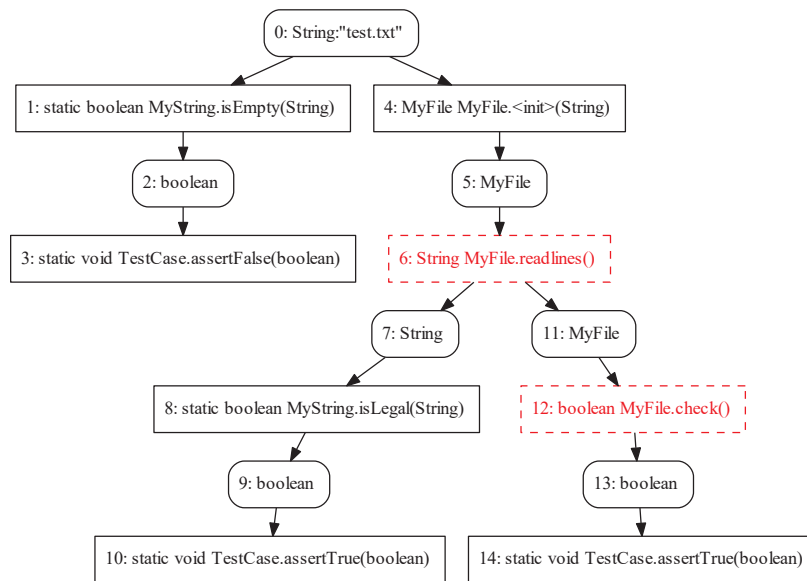 0: String:"test.txt"
1: static boolean MyString.isEmpty(String)
4: MyFile MyFile.<init>(String)
2: boolean
5: MyFile
3: static void TestCase.assertFalse(boolean)
6: String MyFile.readlines()
7: String
11: MyFile
8: static boolean MyString.isLegal(String)
12: boolean MyFile.check()
9: boolean
13: boolean
10: static void TestCase.assertTrue(boolean)
14: static void TestCase.assertTrue(boolean)